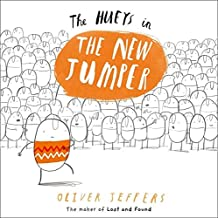 The HUEYS in
THE NEW
JUMPER
OLIVER JEFFERS
The maker of Lost and Found